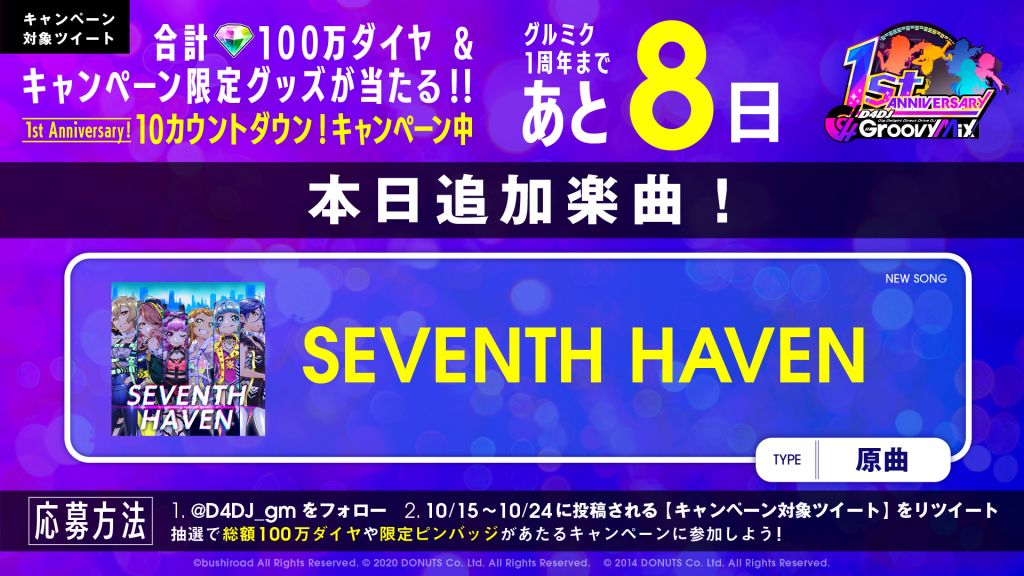 キャンペーン
対象ツイート
合計 100万ダイヤ &
キャンペーン限定グッズが当たる!!
1st Anniversary! 10カウントダウン!キャンペーン中
グルミク
1周年まで
あと8日
1st
ANNIVERSARY
D4DJ
Dig Delight Direct Drive DJ
Groovy Mix
本日追加楽曲!
NEW SONG
SEVENTH
HAVEN
SEVENTH HAVEN
TYPE 原曲
応募方法
1. @D4DJ_gm をフォロー 2. 10/15~10/24に投稿される【キャンペーン対象ツイート】をリツイート
抽選で総額100万ダイヤや限定ピンバッジがあたるキャンペーンに参加しよう!
©bushiroad All Rights Reserved. © 2020 DONUTS Co. Ltd. All Rights Reserved. © 2014 DONUTS Co. Ltd. All Rights Reserved.